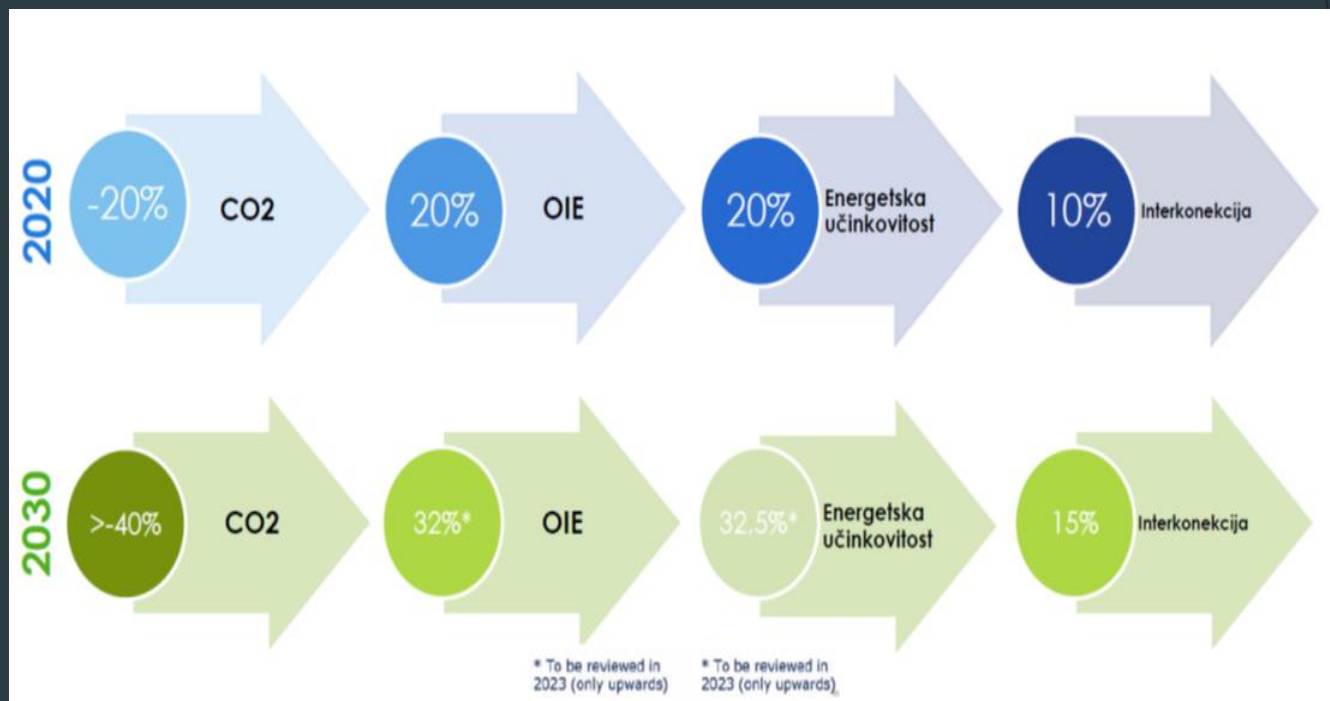 2020
-20%
CO2
20%
OIE
20%
Energetska
učinkovitost
10%
Interkonekcija
2030
>-40%
CO2
32%*
OIE
32,5%*
Energetska
učinkovitost
15%
Interkonekcija
* To be reviewed in
2023 (only upwards)
* To be reviewed in
2023 (only upwards)